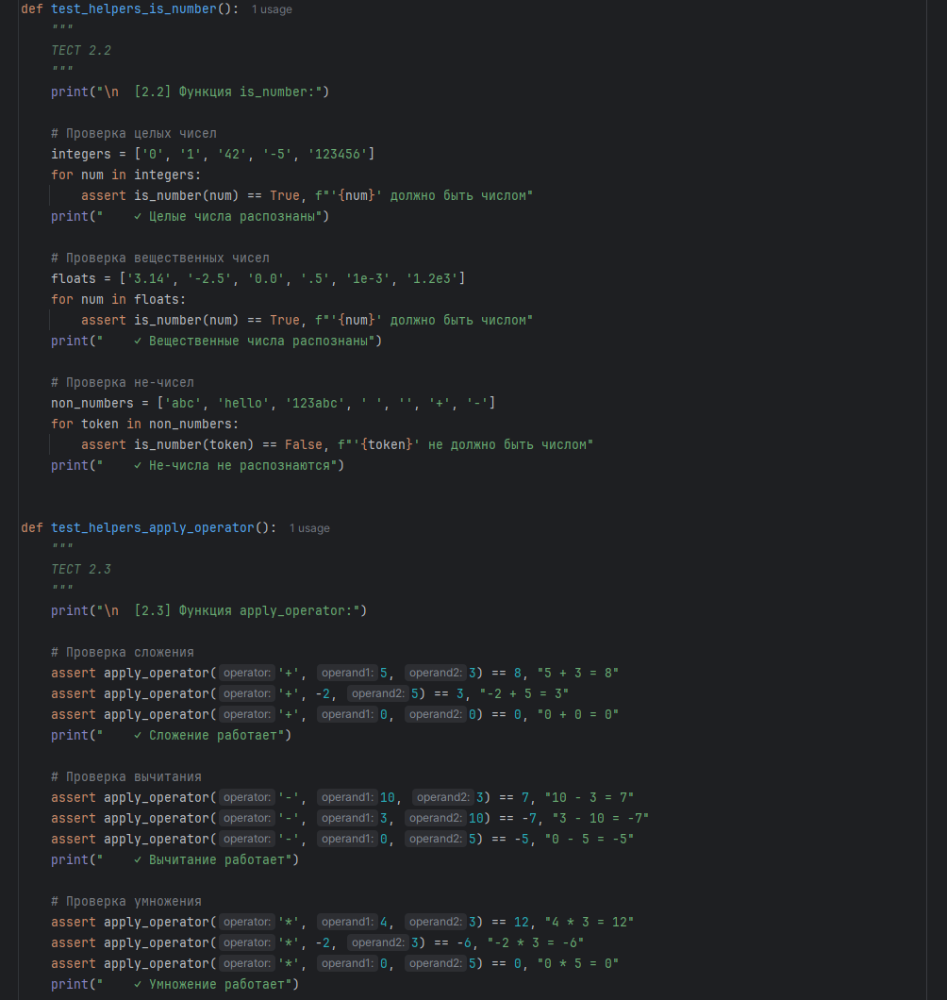 def test_helpers_is_number():  1 usage
    """
    ТЕСТ 2.2
    """
    print("\n  [2.2] Функция is_number:")
    # Проверка целых чисел
    integers = ['0', '1', '42', '-5', '123456']
    for num in integers:
        assert is_number(num) == True, f"'{num}' должно быть числом"
    print("    ✓ Целые числа распознаны")
    # Проверка вещественных чисел
    floats = ['3.14', '-2.5', '0.0', '.5', '1e-3', '1.2e3']
    for num in floats:
        assert is_number(num) == True, f"'{num}' должно быть числом"
    print("    ✓ Вещественные числа распознаны")
    # Проверка не-чисел
    non_numbers = ['abc', 'hello', '123abc', ' ', '', '+', '-']
    for token in non_numbers:
        assert is_number(token) == False, f"'{token}' не должно быть числом"
    print("    ✓ Не-числа не распознаются")
def test_helpers_apply_operator():  1 usage
    """
    ТЕСТ 2.3
    """
    print("\n  [2.3] Функция apply_operator:")
    # Проверка сложения
    assert apply_operator( operator: '+',  operand1: 5,  operand2: 3) == 8, "5 + 3 = 8"
    assert apply_operator( operator: '+', -2,  operand2: 5) == 3, "-2 + 5 = 3"
    assert apply_operator( operator: '+',  operand1: 0,  operand2: 0) == 0, "0 + 0 = 0"
    print("    ✓ Сложение работает")
    # Проверка вычитания
    assert apply_operator( operator: '-',  operand1: 10,  operand2: 3) == 7, "10 - 3 = 7"
    assert apply_operator( operator: '-',  operand1: 3,  operand2: 10) == -7, "3 - 10 = -7"
    assert apply_operator( operator: '-',  operand1: 0,  operand2: 5) == -5, "0 - 5 = -5"
    print("    ✓ Вычитание работает")
    # Проверка умножения
    assert apply_operator( operator: '*',  operand1: 4,  operand2: 3) == 12, "4 * 3 = 12"
    assert apply_operator( operator: '*', -2,  operand2: 3) == -6, "-2 * 3 = -6"
    assert apply_operator( operator: '*',  operand1: 0,  operand2: 5) == 0, "0 * 5 = 0"
    print("    ✓ Умножение работает")